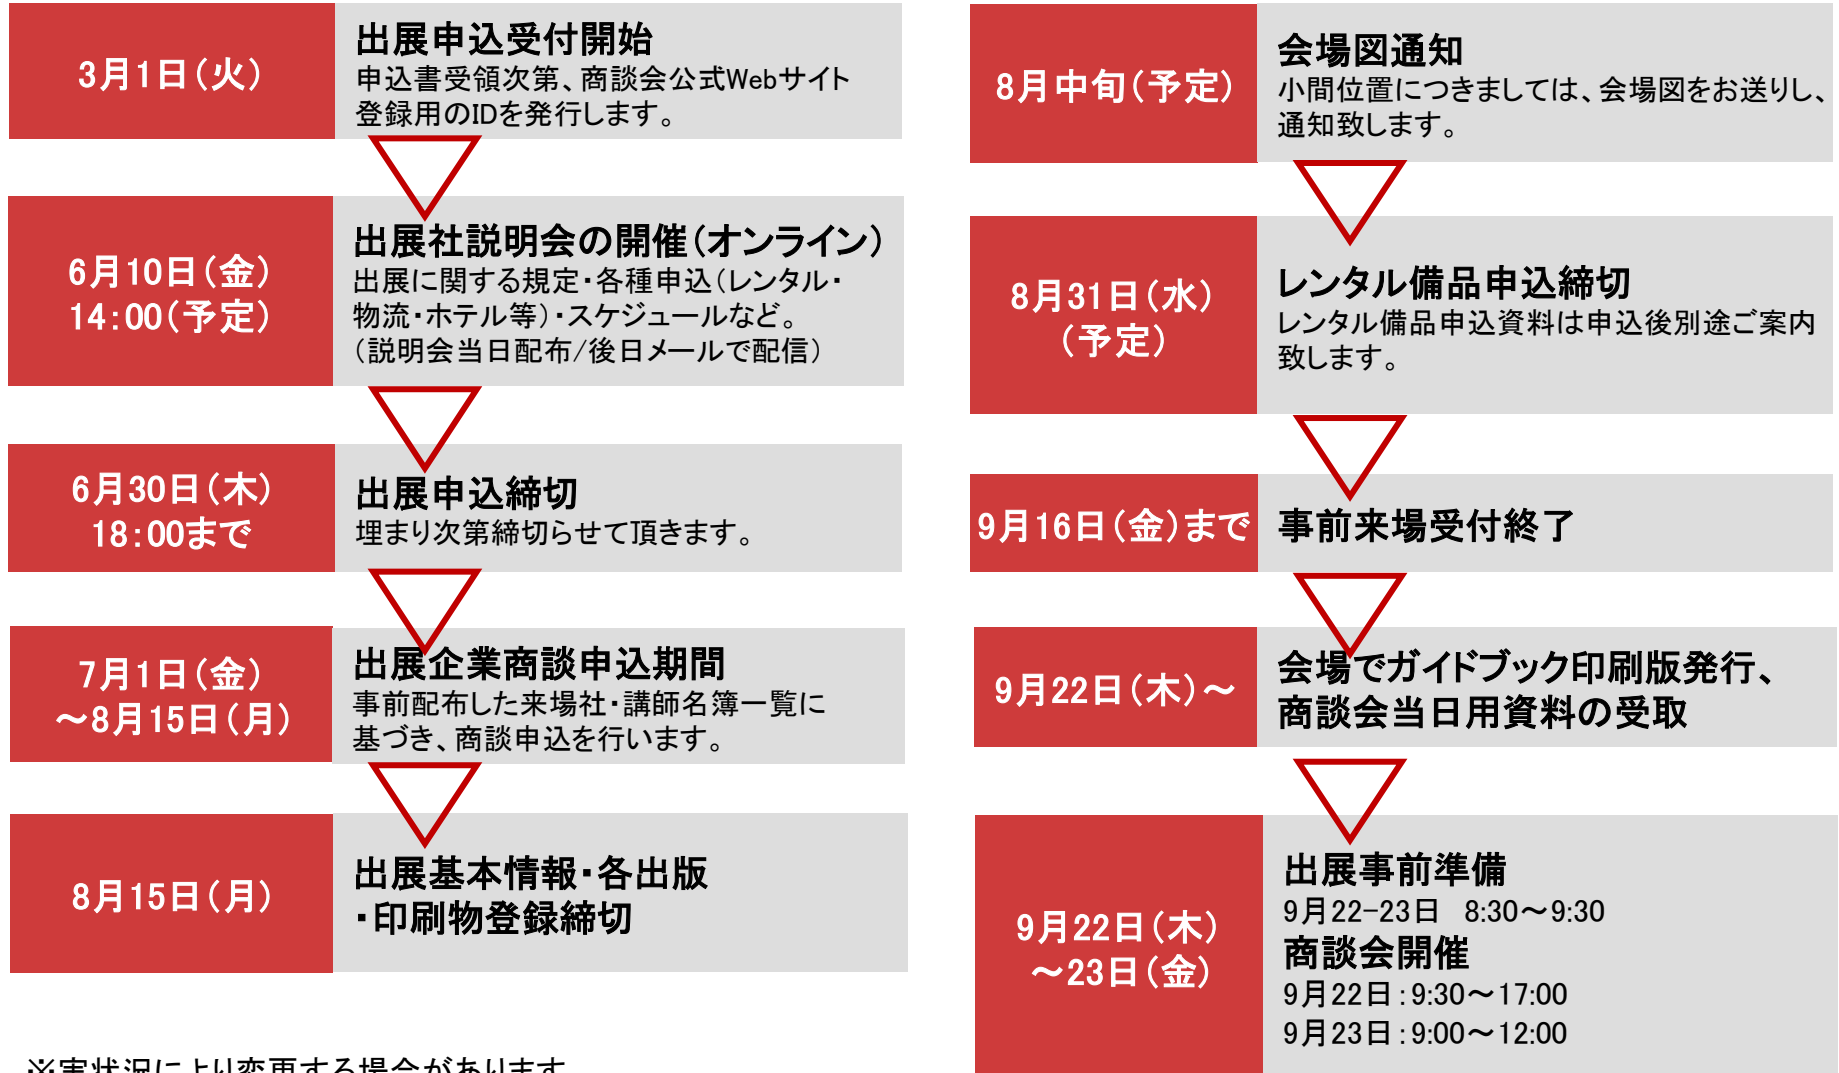 3月1日（火）
出展申込受付開始
申込書受領次第、商談会公式Webサイト
登録用のIDを発行します。
6月10日（金）
14：00（予定）
出展社説明会の開催（オンライン）
出展に関する規定・各種申込（レンタル・
物流・ホテル等）・スケジュールなど。
（説明会当日配布/後日メールで配信）
6月30日（木）
18：00まで
出展申込締切
埋まり次第締切らせて頂きます。
7月1日（金）
～8月15日（月）
出展企業商談申込期間
事前配布した来場社・講師名簿一覧に
基づき、商談申込を行います。
8月15日（月）
出展基本情報・各出版
・印刷物登録締切
※実状況により変更する場合があります
8月中旬（予定）
会場図通知
小間位置につきましては、会場図をお送りし、
通知致します。
8月31日（水）
（予定）
レンタル備品申込締切
レンタル備品申込資料は申込後別途ご案内
致します。
9月16日（金）まで
事前来場受付終了
9月22日（木）～
会場でガイドブック印刷版発行、
商談会当日用資料の受取
9月22日（木）
～23日（金）
出展事前準備
9月22-23日　8:30～9:30
商談会開催
9月22日：9:30～17:00
9月23日：9:00～12:00